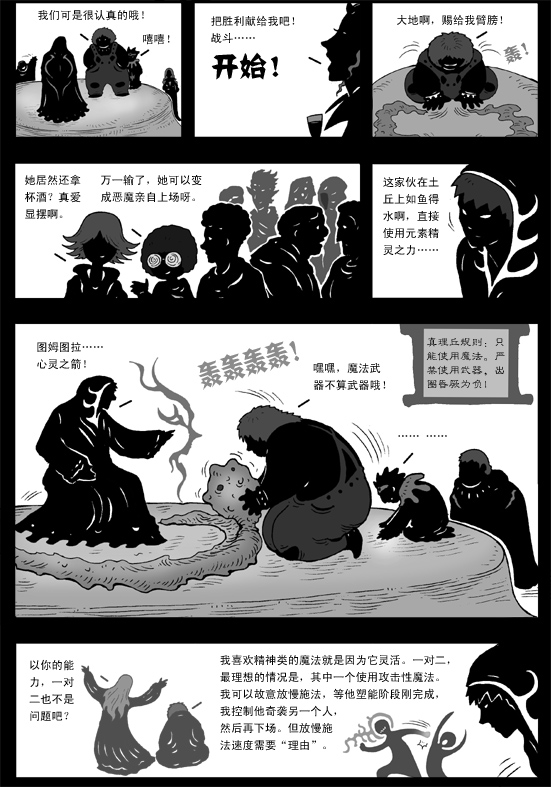 我们可是很认真的哦！
嘻嘻！
把胜利献给我吧！
战斗……
开始！
大地啊，赐给我臂膀！
轰！
她居然还拿
杯酒？真爱
显摆啊。
万一输了，她可以变
成恶魔亲自上场呀。
这家伙在土
丘上如鱼得
水啊，直接
使用元素精
灵之力……
图姆图拉……
心灵之箭！
轰轰轰轰！
嘿嘿，魔法武
器不算武器哦！
真理丘规则：只
能使用魔法。严
禁使用武器，出
圈昏厥为负！
…… ……
以你的能
力，一对
二也不是
问题吧？
我喜欢精神类的魔法就是因为它灵活。一对二，
最理想的情况是，其中一个使用攻击性魔法。
我可以故意放慢施法，等他塑能阶段刚完成，
我控制他奇袭另一个人，
然后再下场。但放慢施
法速度需要“理由”。